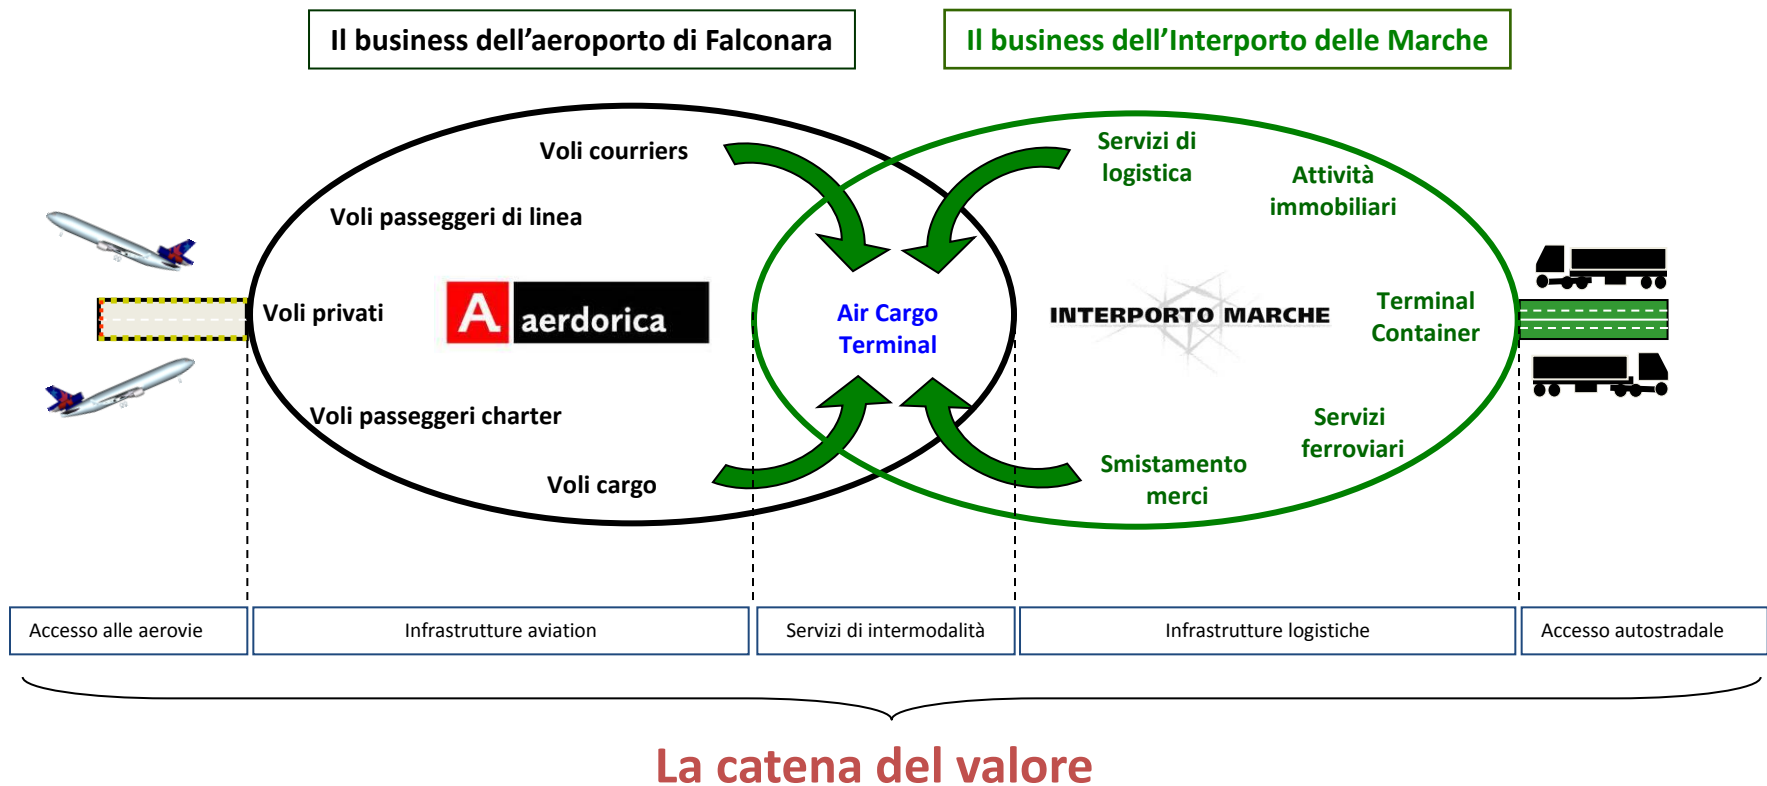 Il business dell’aeroporto di Falconara
Il business dell’Interporto delle Marche
Voli courriers
Voli passeggeri di linea
Voli privati
Voli passeggeri charter
Voli cargo
A aerdorica
Air Cargo
Terminal
Servizi di
logistica
Attività
immobiliari
INTERPORTO MARCHE
Terminal
Container
Servizi
ferroviari
Smistamento
merci
Accesso alle aerovie
Infrastrutture aviation
Servizi di intermodalità
Infrastrutture logistiche
Accesso autostradale
La catena del valore